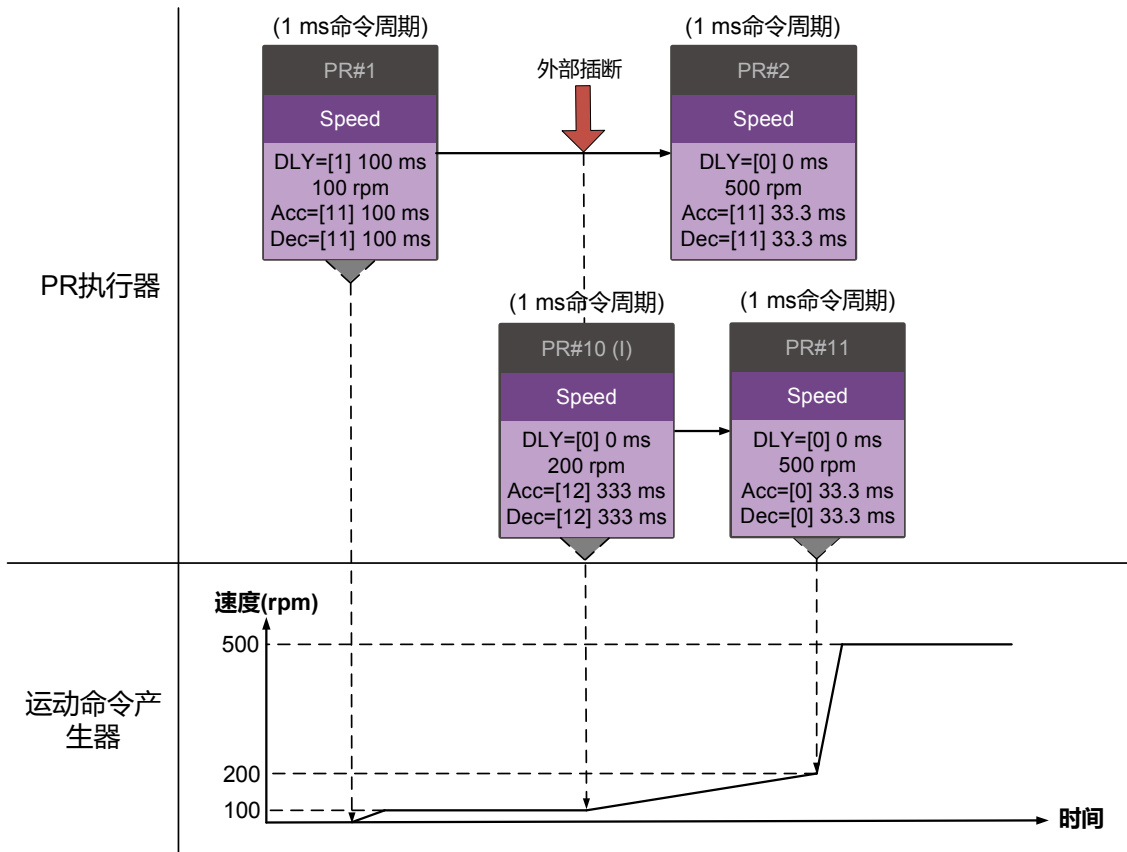 (1 ms命令周期)
(1 ms命令周期)
PR#1
外部插断
PR#2
Speed
Speed
DLY=[1] 100 ms
100 rpm
Acc=[11] 100 ms
Dec=[11] 100 ms
DLY=[0] 0 ms
500 rpm
Acc=[11] 33.3 ms
Dec=[11] 33.3 ms
PR执行器
(1 ms命令周期)
(1 ms命令周期)
PR#10 (I)
PR#11
Speed
Speed
DLY=[0] 0 ms
200 rpm
Acc=[12] 333 ms
Dec=[12] 333 ms
DLY=[0] 0 ms
500 rpm
Acc=[0] 33.3 ms
Dec=[0] 33.3 ms
运动命令产
生器
速度(rpm)
500
200
100
时间